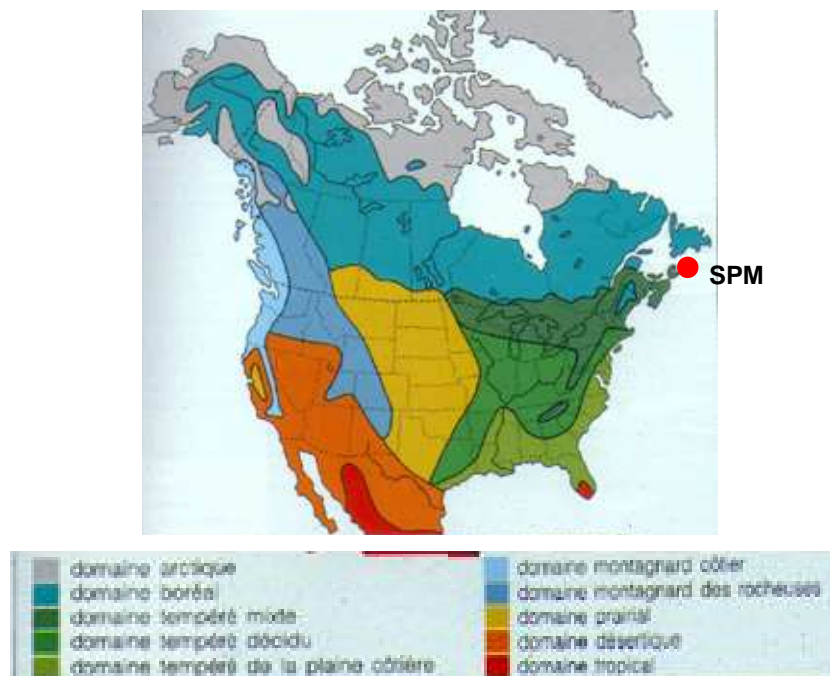 SPM
domaine arctique
domaine boréal
domaine tempéré mixte
domaine tempéré décidu
domaine tempéré de la plaine côtière
domaine montagnard côtier
domaine montagnard des rocheuses
domaine prairial
domaine désertique
domaine tropical